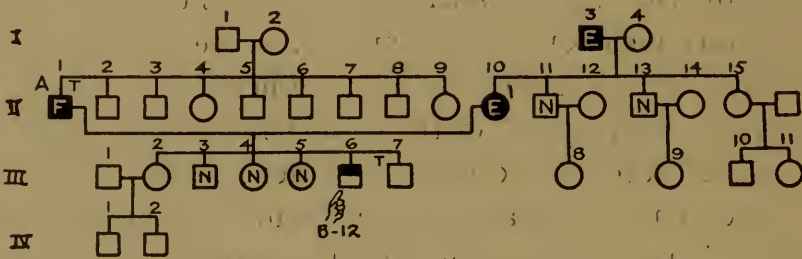 I 1 2 3 4
E
1 2 3 4 5 6 7 8 9 10 11 12 13 14 15
A T I
II F E N N
1 2 3 4 5 6 7 8 9 10 11
T
III N N N
B-12
1 2
IV